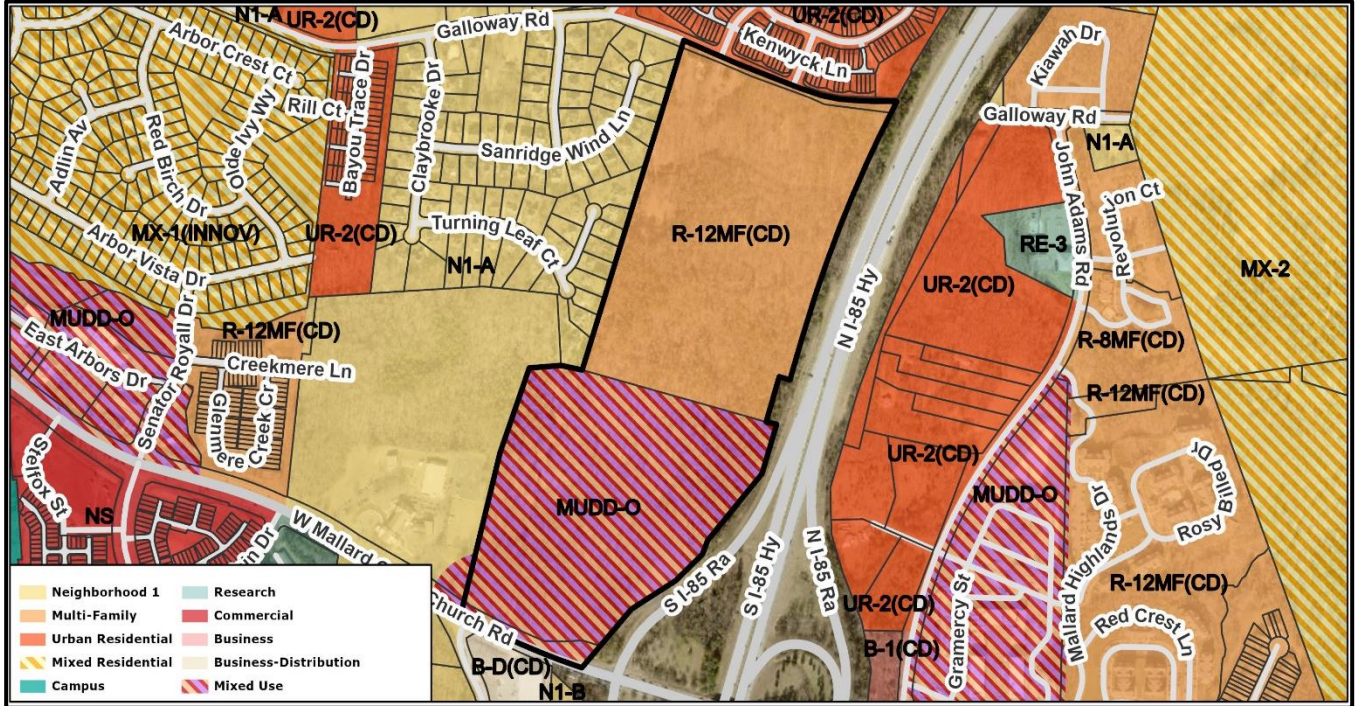 N1-A
UR-2(CD)
Galloway Rd
UR-2(CD)
Kenwyck Ln
Kiawah Dr
Arbor Crest Ct
Rill Ct
Bayou Trace Dr
Claybrooke Dr
Sanridge Wind Ln
Galloway Rd
N1-A
Adlin Av
Red Birch Dr
Olde Ivy Wy
John Adams Rd
Revolution Ct
Turning Leaf Ct
MX-1(INNOV)
UR-2(CD)
N1-A
R-12MF(CD)
RE-3
MX-2
Arbor Vista Dr
UR-2(CD)
N I-85 Hy
MUDD-O
Senator Royall Dr
R-12MF(CD)
R-8MF(CD)
East Arbors Dr
Creekmere Ln
R-12MF(CD)
Glenmere Creek Cr
Stelfox St
UR-2(CD)
MUDD-O
MUDD-O
Rosy Billed Dr
NS
in Dr
W Mallard C
hurch Rd
S I-85 Ra
S I-85 Hy
N I-85 Ra
Gramercy St
Mallard Highlands Dr
R-12MF(CD)
UR-2(CD)
Red Crest Ln
B-1(CD)
B-D(CD)
N1-B
Neighborhood 1
Multi-Family
Urban Residential
Mixed Residential
Campus
Research
Commercial
Business
Business-Distribution
Mixed Use